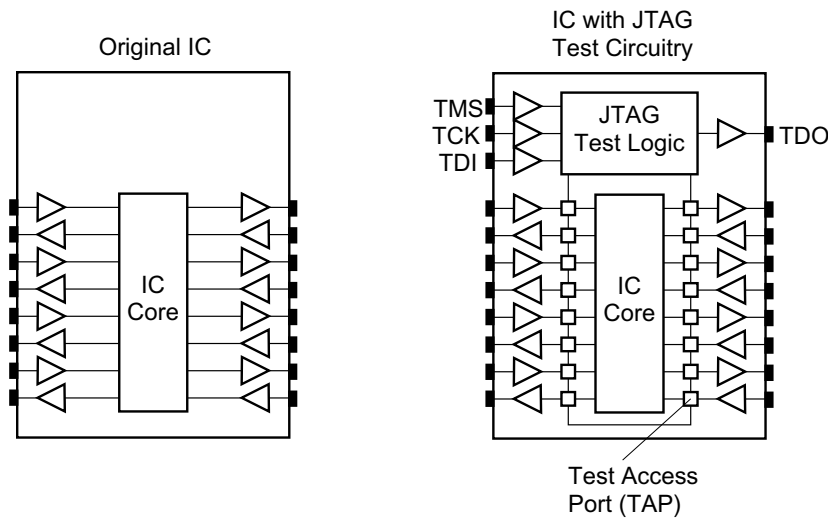 Original IC
IC
Core
IC with JTAG
Test Circuitry
TMS
TCK
TDI
JTAG
Test Logic
TDO
IC
Core
Test Access
Port (TAP)